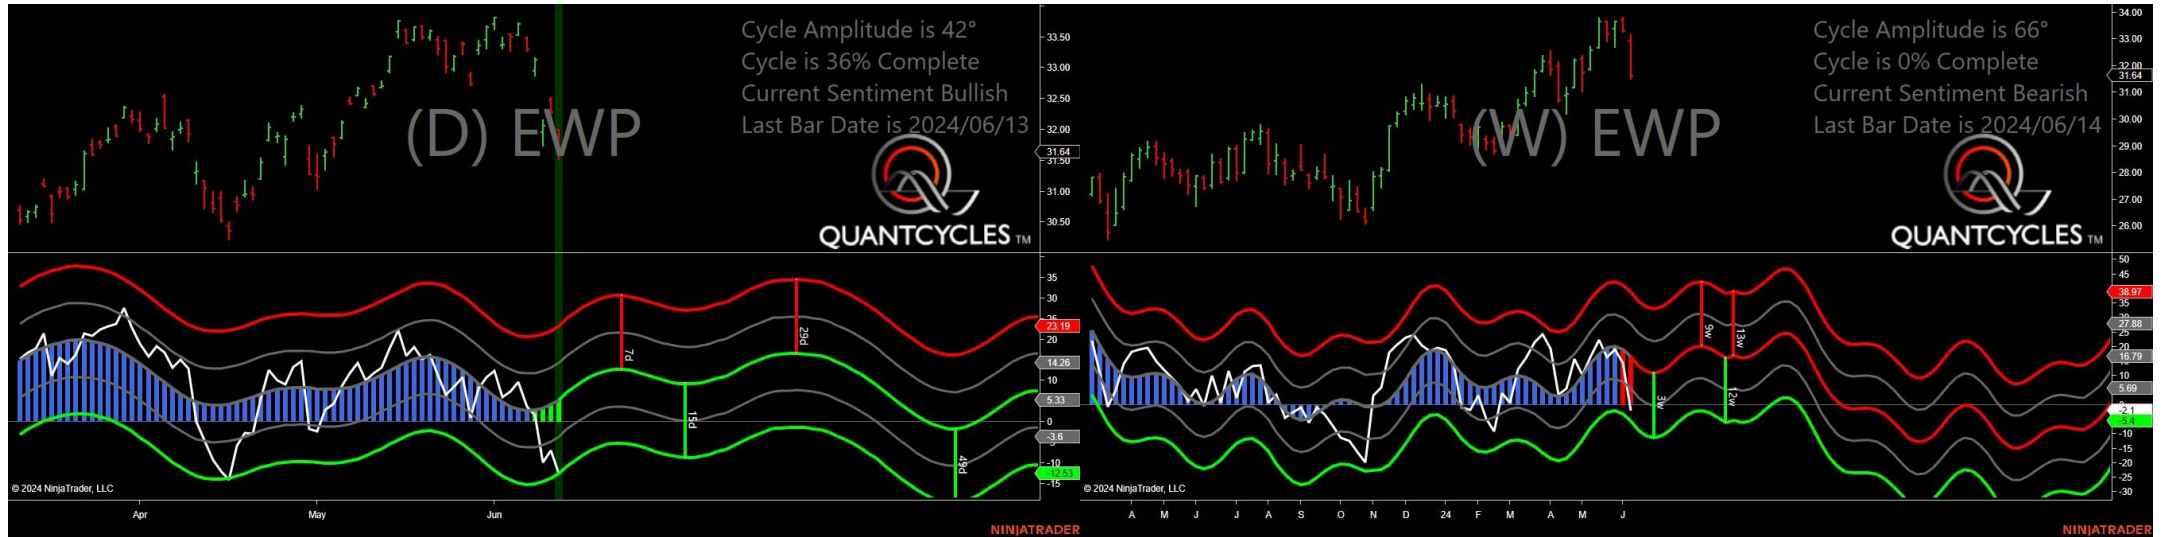 Cycle Amplitude is 42°
Cycle is 36% Complete
Current Sentiment Bullish
Last Bar Date is 2024/06/13
(D) EWP
QUANTCYCLES TM
33.50
33.00
32.50
32.00
31.64
31.50
31.00
30.50
35
30
23.19
20
14.26
10
5.33
0
-3.6
-10
-12.53
-15
7d
15d
29d
49d
© 2024 NinjaTrader, LLC
Apr
May
Jun
NINJATRADER
Cycle Amplitude is 66°
Cycle is 0% Complete
Current Sentiment Bearish
Last Bar Date is 2024/06/14
(W) EWP
QUANTCYCLES TM
34.00
33.00
32.00
31.64
31.00
30.00
29.00
28.00
27.00
26.00
50
45
38.97
35
27.88
25
20
16.79
10
5.69
-2.1
-5.4
-10
-15
-20
-25
-30
3w
9w
12w
13w
© 2024 NinjaTrader, LLC
A M J J A S O N D 24 F M A M J
NINJATRADER